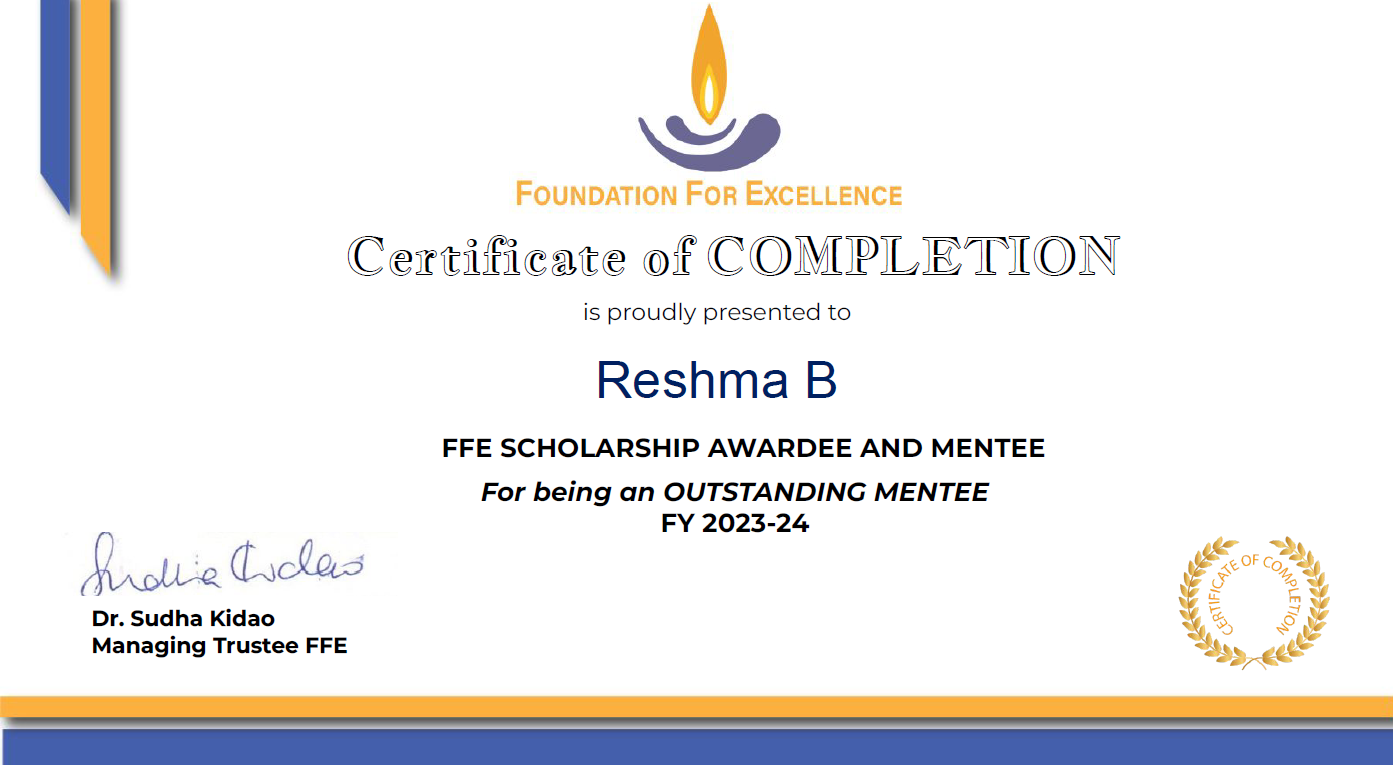 FOUNDATION FOR EXCELLENCE
Certificate of COMPLETION
is proudly presented to
Reshma B
FFE SCHOLARSHIP AWARDEE AND MENTEE
For being an OUTSTANDING MENTEE
FY 2023-24
Sudha Kidao
Dr. Sudha Kidao
Managing Trustee FFE
CERTIFICATE OF COMPLETION